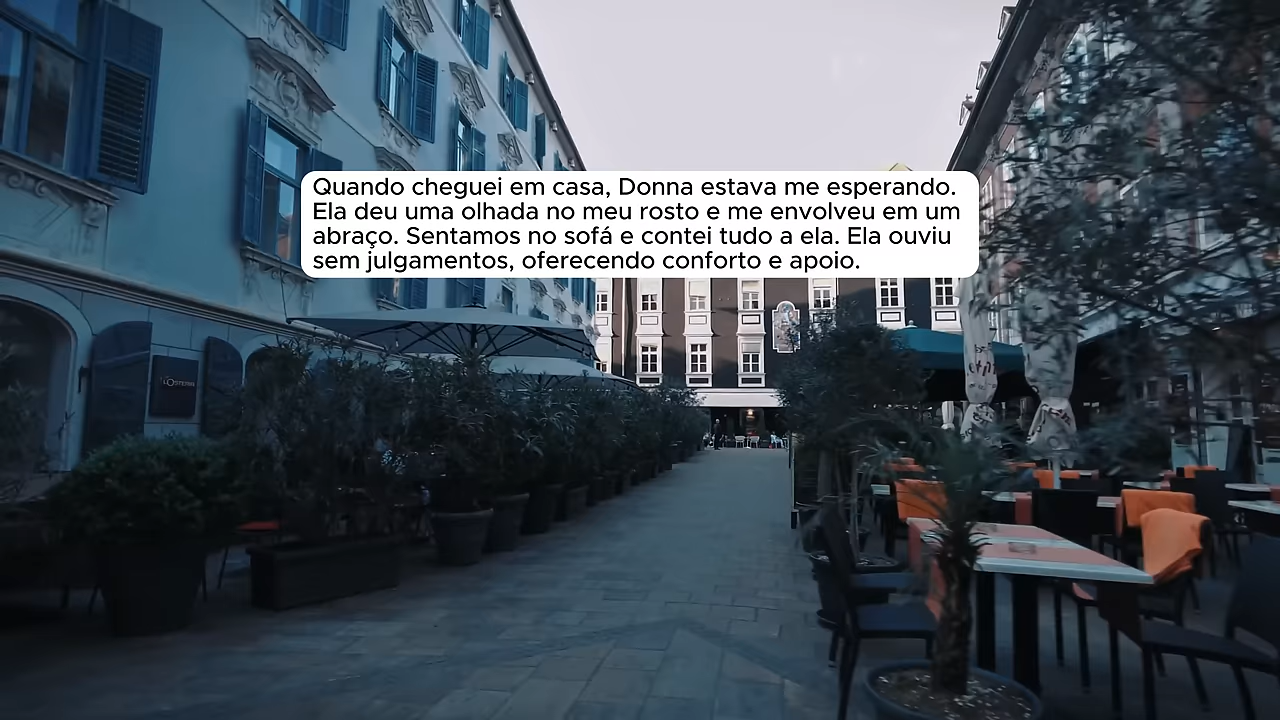 Quando cheguei em casa, Donna estava me esperando.
Ela deu uma olhada no meu rosto e me envolveu em um
abraço. Sentamos no sofá e contei tudo a ela. Ela ouviu
sem julgamentos, oferecendo conforto e apoio.